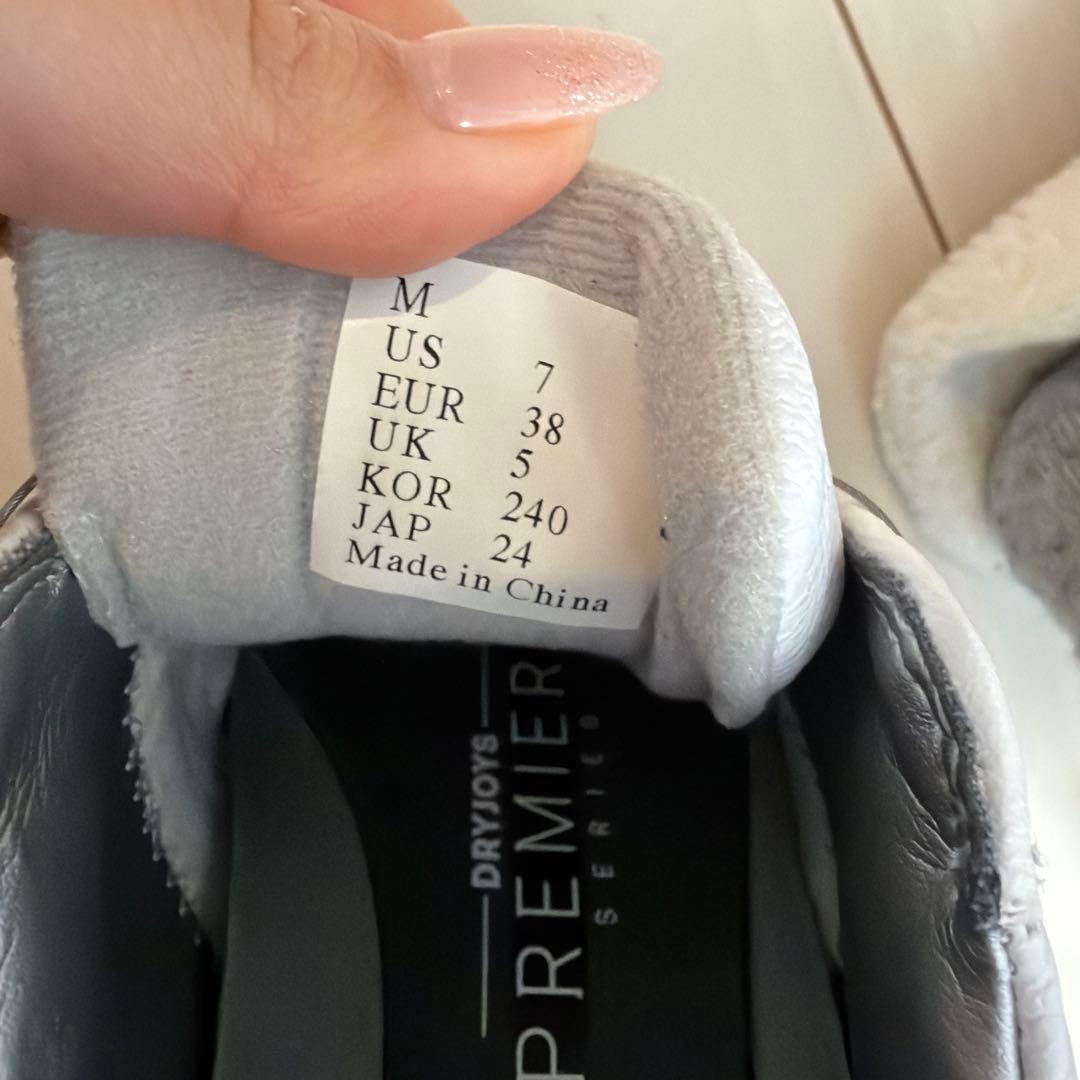 M
US 7
EUR 38
UK 5
KOR 240
JAP 24
Made in China
DRYJOYS
PREMIER
SERIES